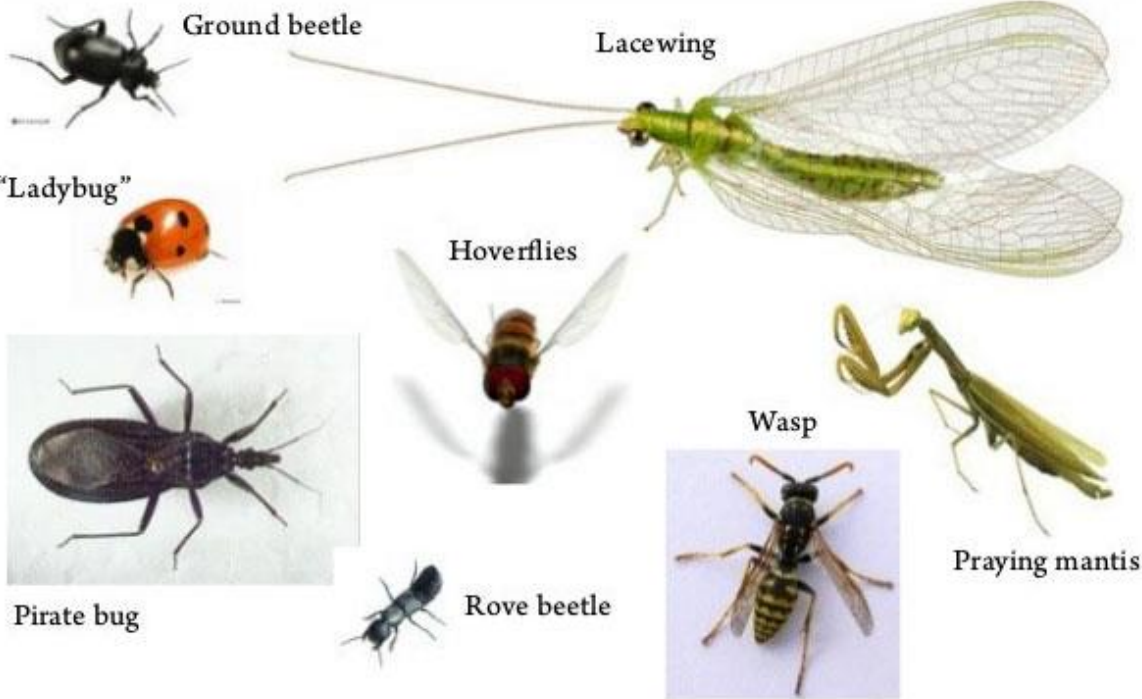 Ground beetle
Lacewing
"Ladybug"
Hoverflies
Wasp
Praying mantis
Pirate bug
Rove beetle